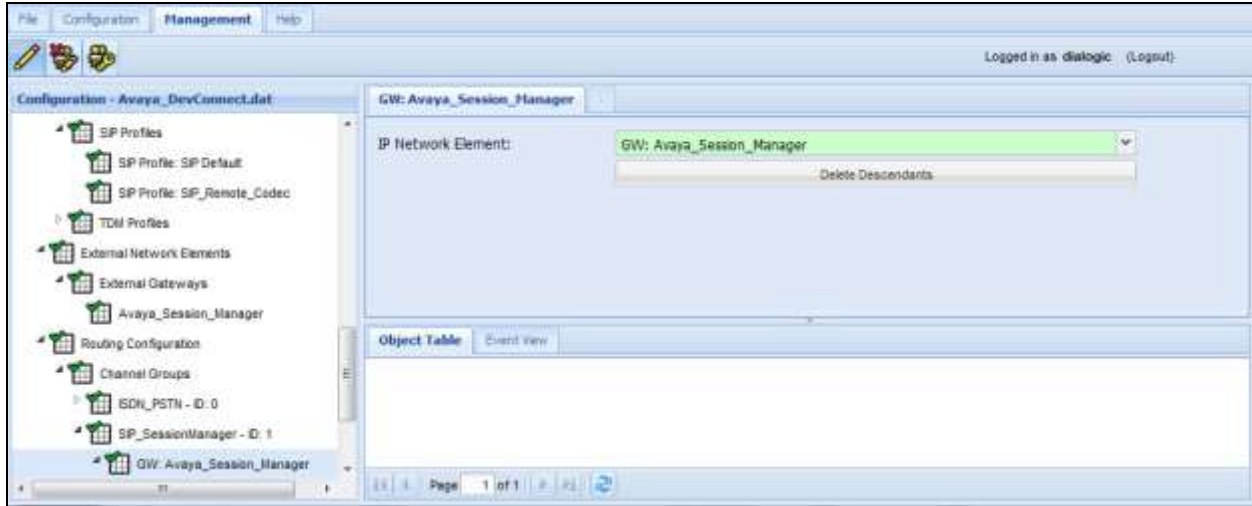 File Configuration Management Help
Logged in as dialogic (Logout)
Configuration - Avaya_DevConnect.dat
SIP Profiles
SIP Profile: SIP Default
SIP Profile: SIP_Remote_Codec
TDM Profiles
External Network Elements
External Gateways
Avaya_Session_Manager
Routing Configuration
Channel Groups
ISDN_PSTN - ID: 0
SIP_SessionManager - ID: 1
GW: Avaya_Session_Manager
GW: Avaya_Session_Manager
IP Network Element: GW: Avaya_Session_Manager
Delete Descendants
Object Table Event View
Page 1 of 1